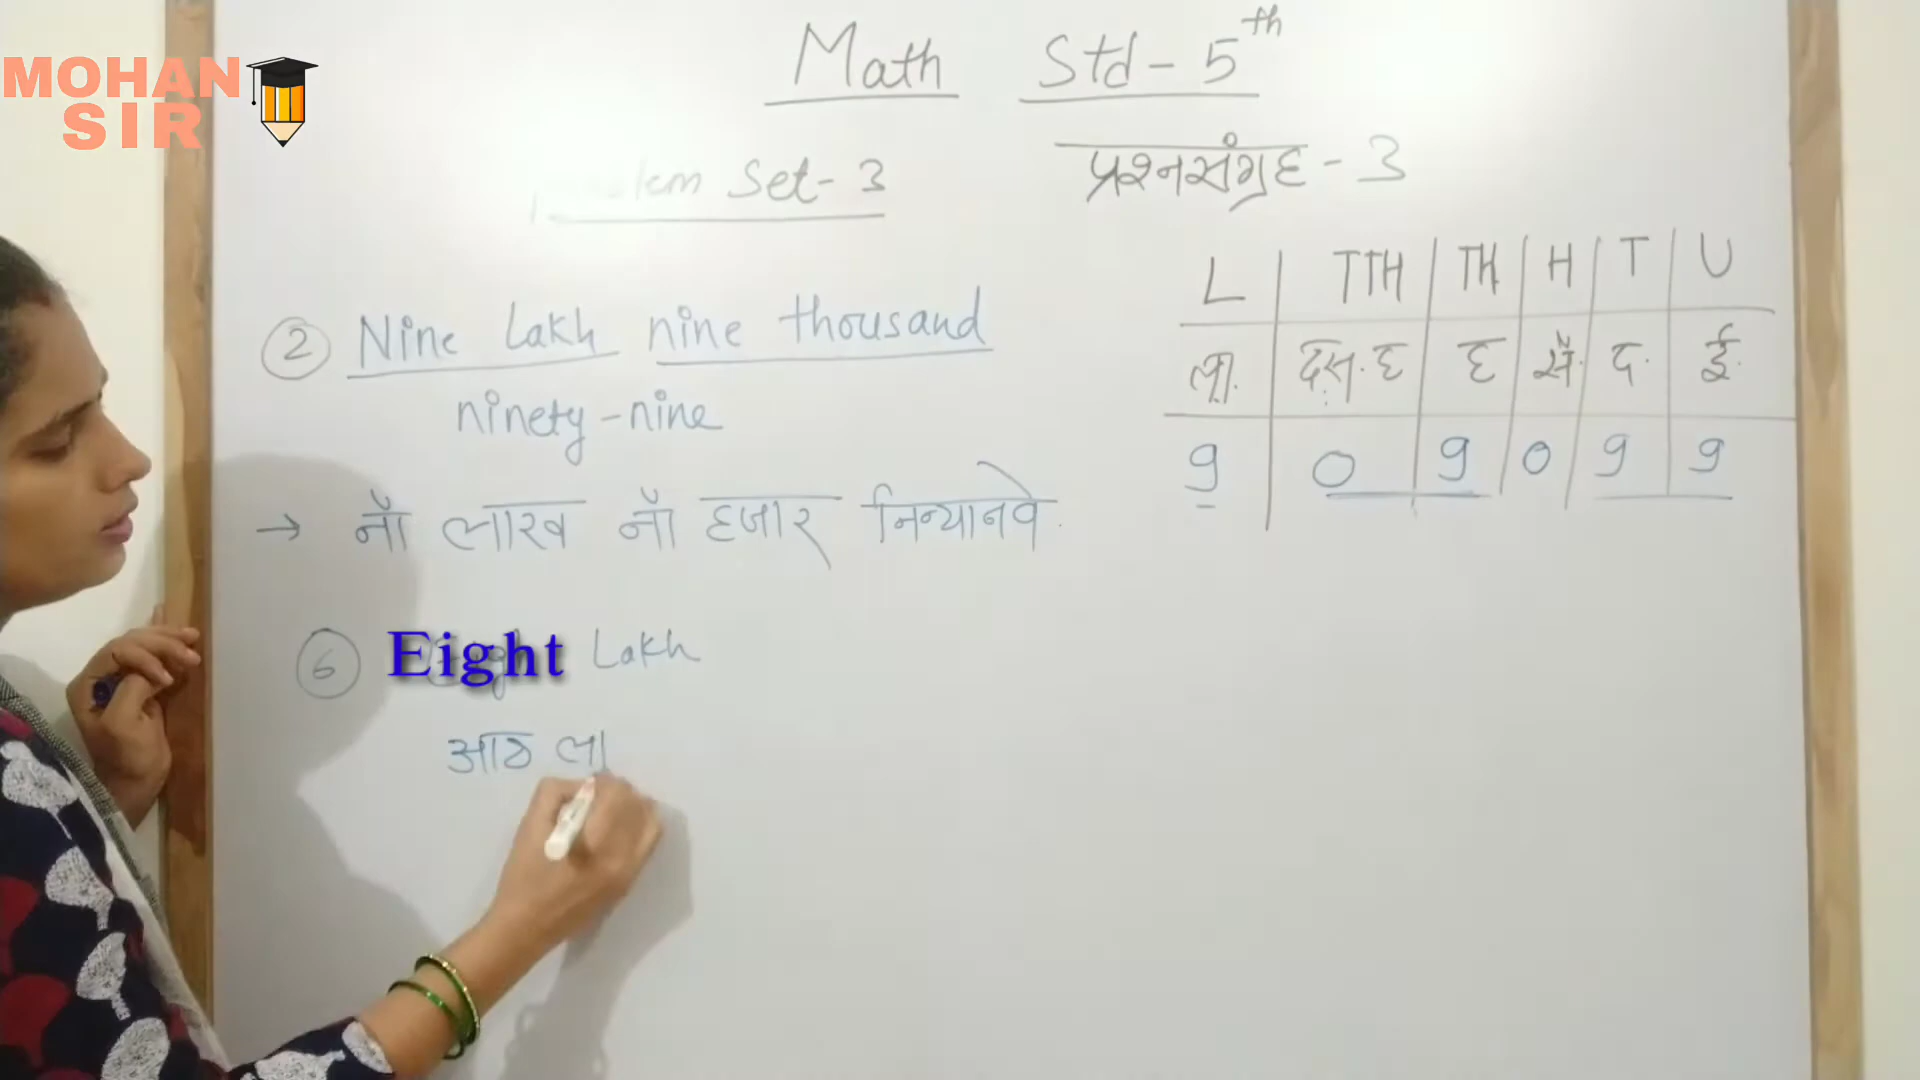 MOHAN
SIR
Math Std - 5th
Set - 3 प्रश्नसंग्रह - 3
L TTH TH H T U
ला. दस.ह ह सें. द. ई.
9 0 9 0 9 9
2 Nine Lakh nine thousand
ninety - nine
→ नौ लाख नौ हजार निन्यानवे.
6 Eight Lakh
आठ ला